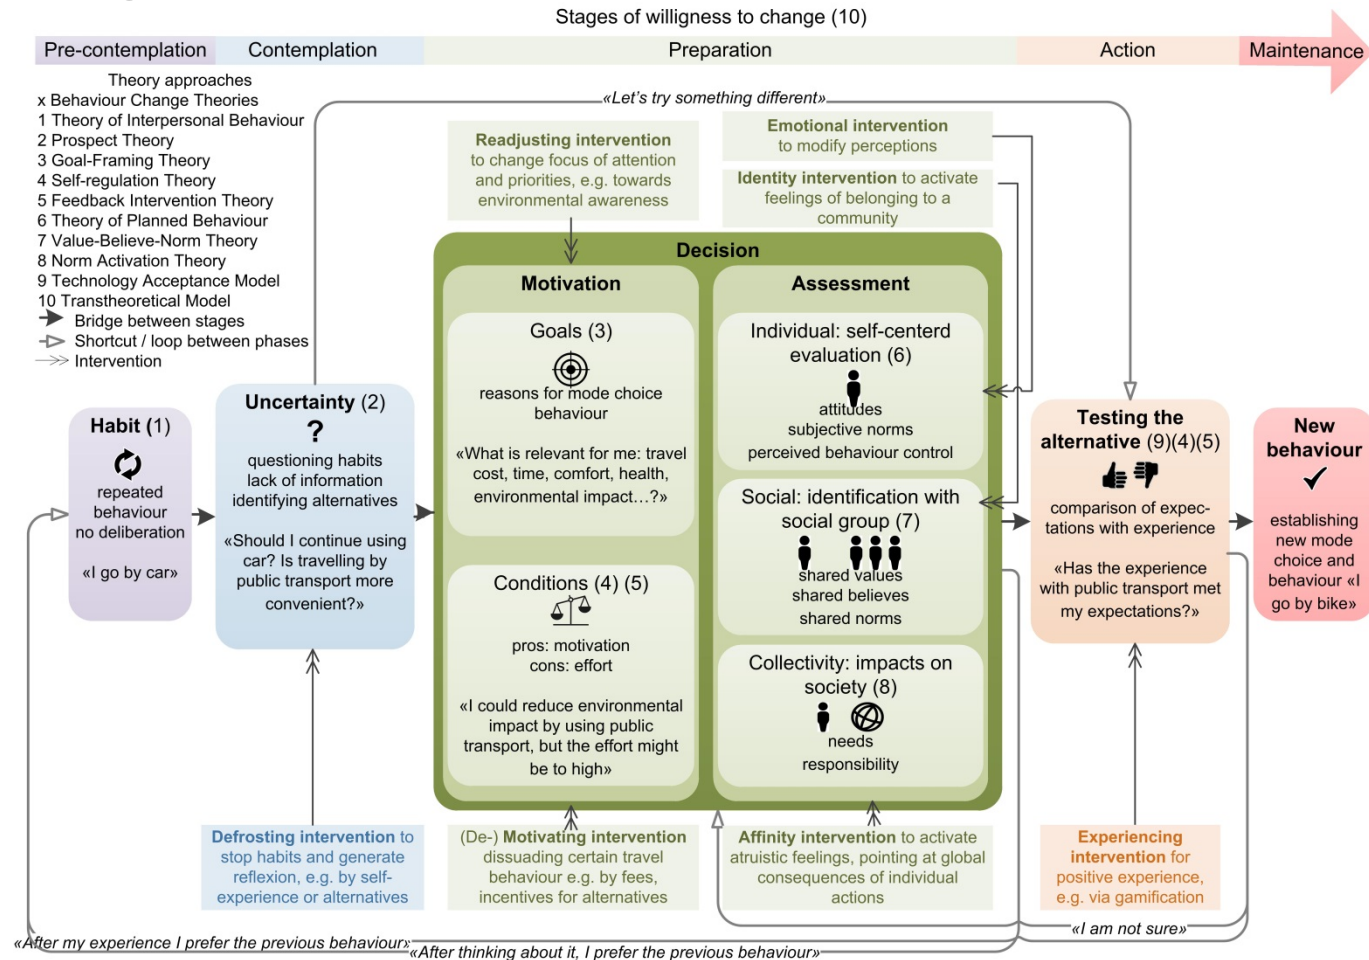 Stages of willigness to change (10)
Pre-contemplation
Contemplation
Preparation
Action
Maintenance
Theory approaches
x Behaviour Change Theories
1 Theory of Interpersonal Behaviour
2 Prospect Theory
3 Goal-Framing Theory
4 Self-regulation Theory
5 Feedback Intervention Theory
6 Theory of Planned Behaviour
7 Value-Believe-Norm Theory
8 Norm Activation Theory
9 Technology Acceptance Model
10 Transtheoretical Model
Bridge between stages
Shortcut / loop between phases
Intervention
«Let's try something different»
Readjusting intervention
to change focus of attention
and priorities, e.g. towards
environmental awareness
Emotional intervention
to modify perceptions
Identity intervention to activate
feelings of belonging to a
community
Habit (1)
repeated
behaviour
no deliberation
«I go by car»
Uncertainty (2)
?
questioning habits
lack of information
identifying alternatives
«Should I continue using
car? Is travelling by
public transport more
convenient?»
Decision
Motivation
Goals (3)
reasons for mode choice
behaviour
«What is relevant for me: travel
cost, time, comfort, health,
environmental impact…?»
Conditions (4) (5)
pros: motivation
cons: effort
«I could reduce environmental
impact by using public
transport, but the effort might
be to high»
Assessment
Individual: self-centerd
evaluation (6)
attitudes
subjective norms
perceived behaviour control
Social: identification with
social group (7)
shared values
shared believes
shared norms
Collectivity: impacts on
society (8)
needs
responsibility
Testing the
alternative (9)(4)(5)
comparison of expec-
tations with experience
«Has the experience
with public transport met
my expectations?»
New
behaviour
establishing
new mode
choice and
behaviour «I
go by bike»
Defrosting intervention to
stop habits and generate
reflexion, e.g. by self-
experience or alternatives
(De-) Motivating intervention
dissuading certain travel
behaviour e.g. by fees,
incentives for alternatives
Affinity intervention to activate
atruistic feelings, pointing at global
consequences of individual
actions
Experiencing
intervention for
positive experience,
e.g. via gamification
«I am not sure»
«After my experience I prefer the previous behaviour»
«After thinking about it, I prefer the previous behaviour»